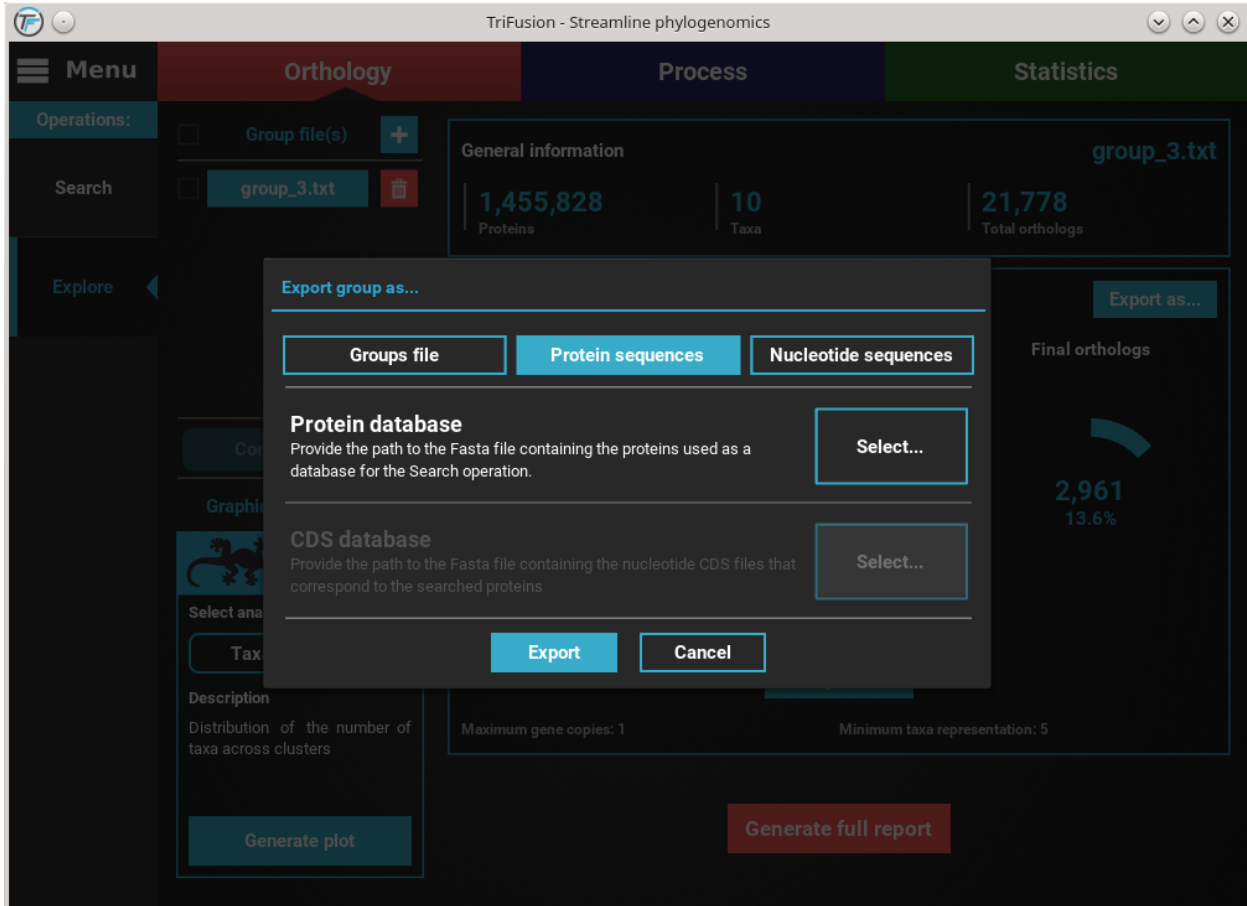 TriFusion - Streamline phylogenomics
Menu
Orthology
Process
Statistics
Operations:
Search
Explore
Group file(s)
group_3.txt
General information
group_3.txt
1,455,828
Proteins
10
Taxa
21,778
Total orthologs
Export as...
Final orthologs
2,961
13.6%
Export group as...
Groups file
Protein sequences
Nucleotide sequences
Protein database
Provide the path to the Fasta file containing the proteins used as a
database for the Search operation.
Select...
CDS database
Provide the path to the Fasta file containing the nucleotide CDS files that
correspond to the searched proteins
Select...
Export
Cancel
Select ana
Description
Distribution of the number of
taxa across clusters
Generate plot
Maximum gene copies: 1
Minimum taxa representation: 5
Generate full report